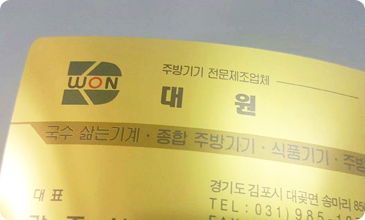 WON
주방기기 전문제조업체
대 원
국수 삶는기계 · 종합 주방기기 · 식품기기 · 주방
대 표
경기도 김포시 대곶면 송마리
TEL:031)985-